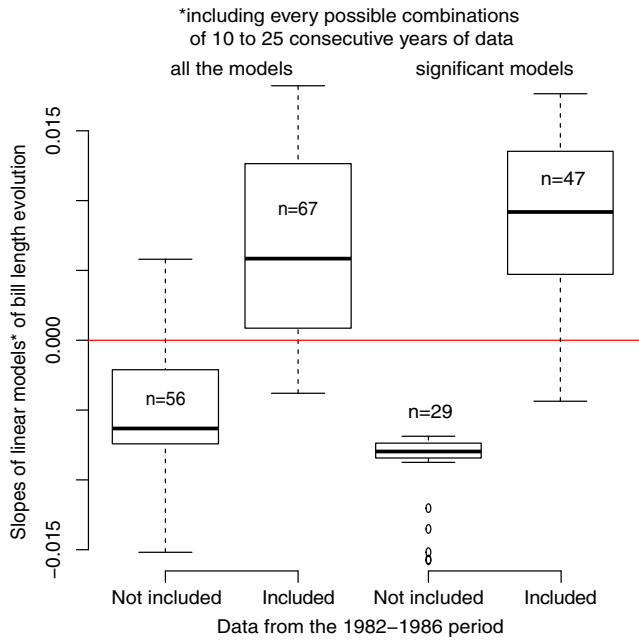 *including every possible combinations
of 10 to 25 consecutive years of data
all the models
significant models
Slopes of linear models* of bill length evolution
0.015
0.000
−0.015
n=56
n=67
n=29
n=47
Not included
Included
Not included
Included
Data from the 1982−1986 period